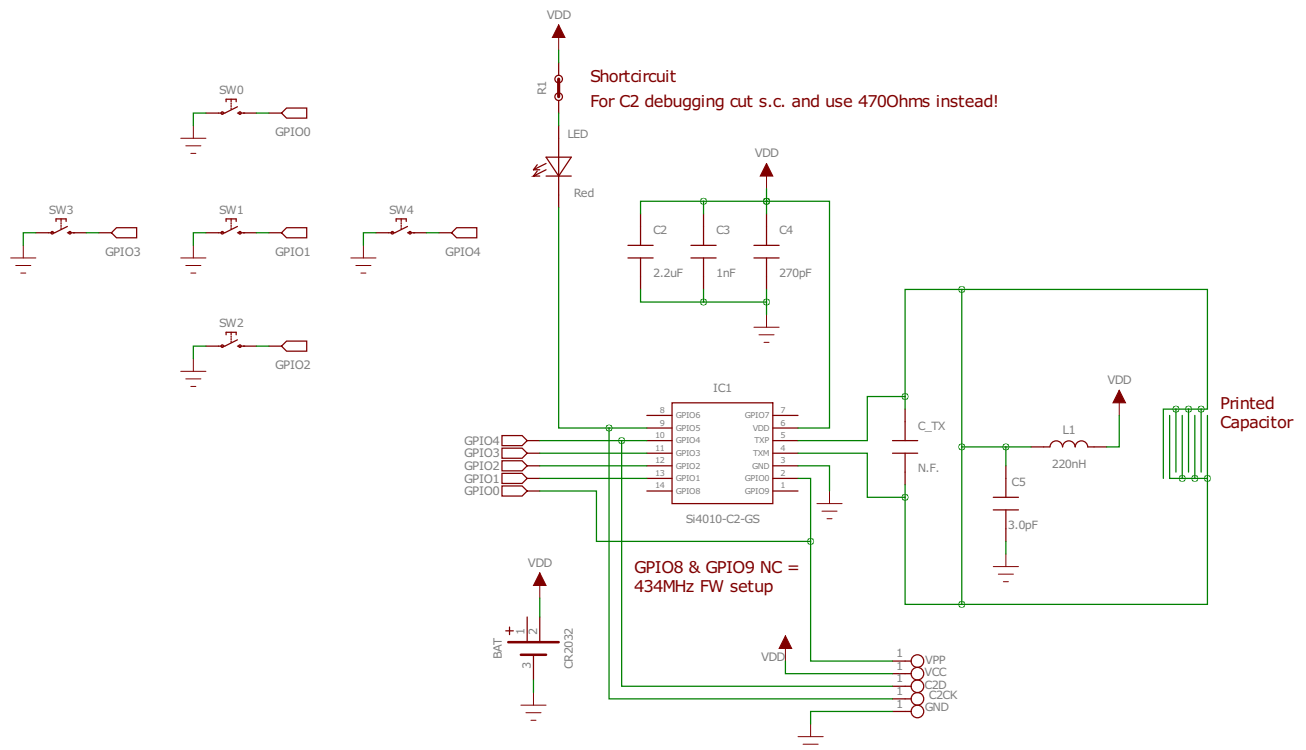 VDD
R1
Shortcircuit
For C2 debugging cut s.c. and use 470Ohms instead!
SW0
GPIO0
LED
Red
VDD
SW3
GPIO3
SW1
GPIO1
SW4
GPIO4
C2
2.2uF
C3
1nF
C4
270pF
SW2
GPIO2
IC1
8 GPIO6 GPIO7 7
9 GPIO5 VDD 6
GPIO4 10 GPIO4 TXP 5
GPIO3 11 GPIO3 TXM 4
GPIO2 12 GPIO2 GND 3
GPIO1 13 GPIO1 GPIO0 2
GPIO0 14 GPIO8 GPIO9 1
Si4010-C2-GS
C_TX
N.F.
VDD
L1
220nH
C5
3.0pF
Printed
Capacitor
GPIO8 & GPIO9 NC =
434MHz FW setup
VDD
BAT
+
1
2
3
CR2032
VDD
1 VPP
1 VCC
1 C2D
1 C2CK
1 GND